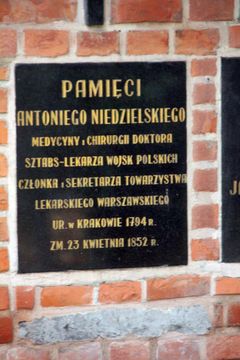 PAMIĘCI
ANTONIEGO NIEDZIELSKIEGO
MEDYCYNY i CHIRURGII DOKTORA
SZTABS-LEKARZA WOJSK POLSKICH
CZŁONKA i SEKRETARZA TOWARZYSTWA
LEKARSKIEGO WARSZAWSKIEGO
UR. w KRAKOWIE 1794 R.
ZM. 23 KWIETNIA 1852 R.